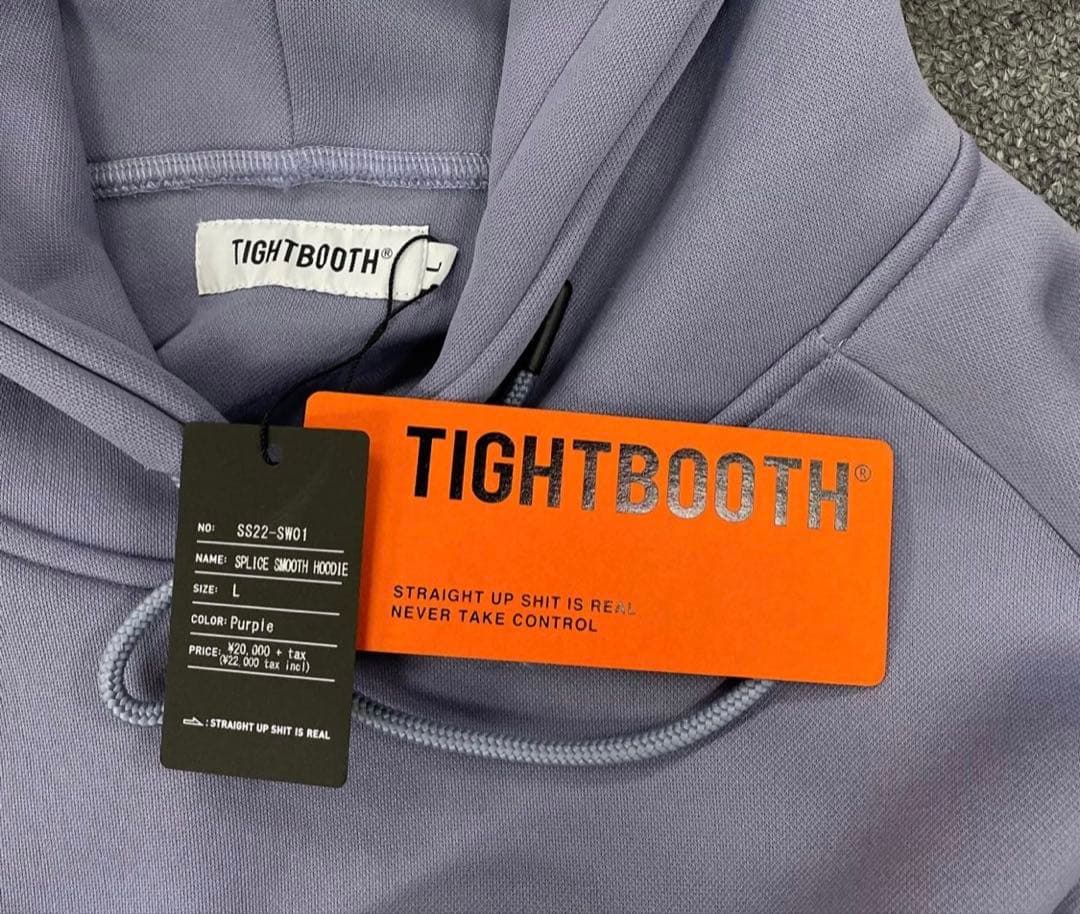 TIGHTBOOTH®
L
TIGHTBOOTH®
STRAIGHT UP SHIT IS REAL
NEVER TAKE CONTROL
NO: SS22-SW01
NAME: SPLICE SMOOTH HOODIE
SIZE: L
COLOR: Purple
PRICE: ¥20,000 + tax
(¥22,000 tax incl)
: STRAIGHT UP SHIT IS REAL